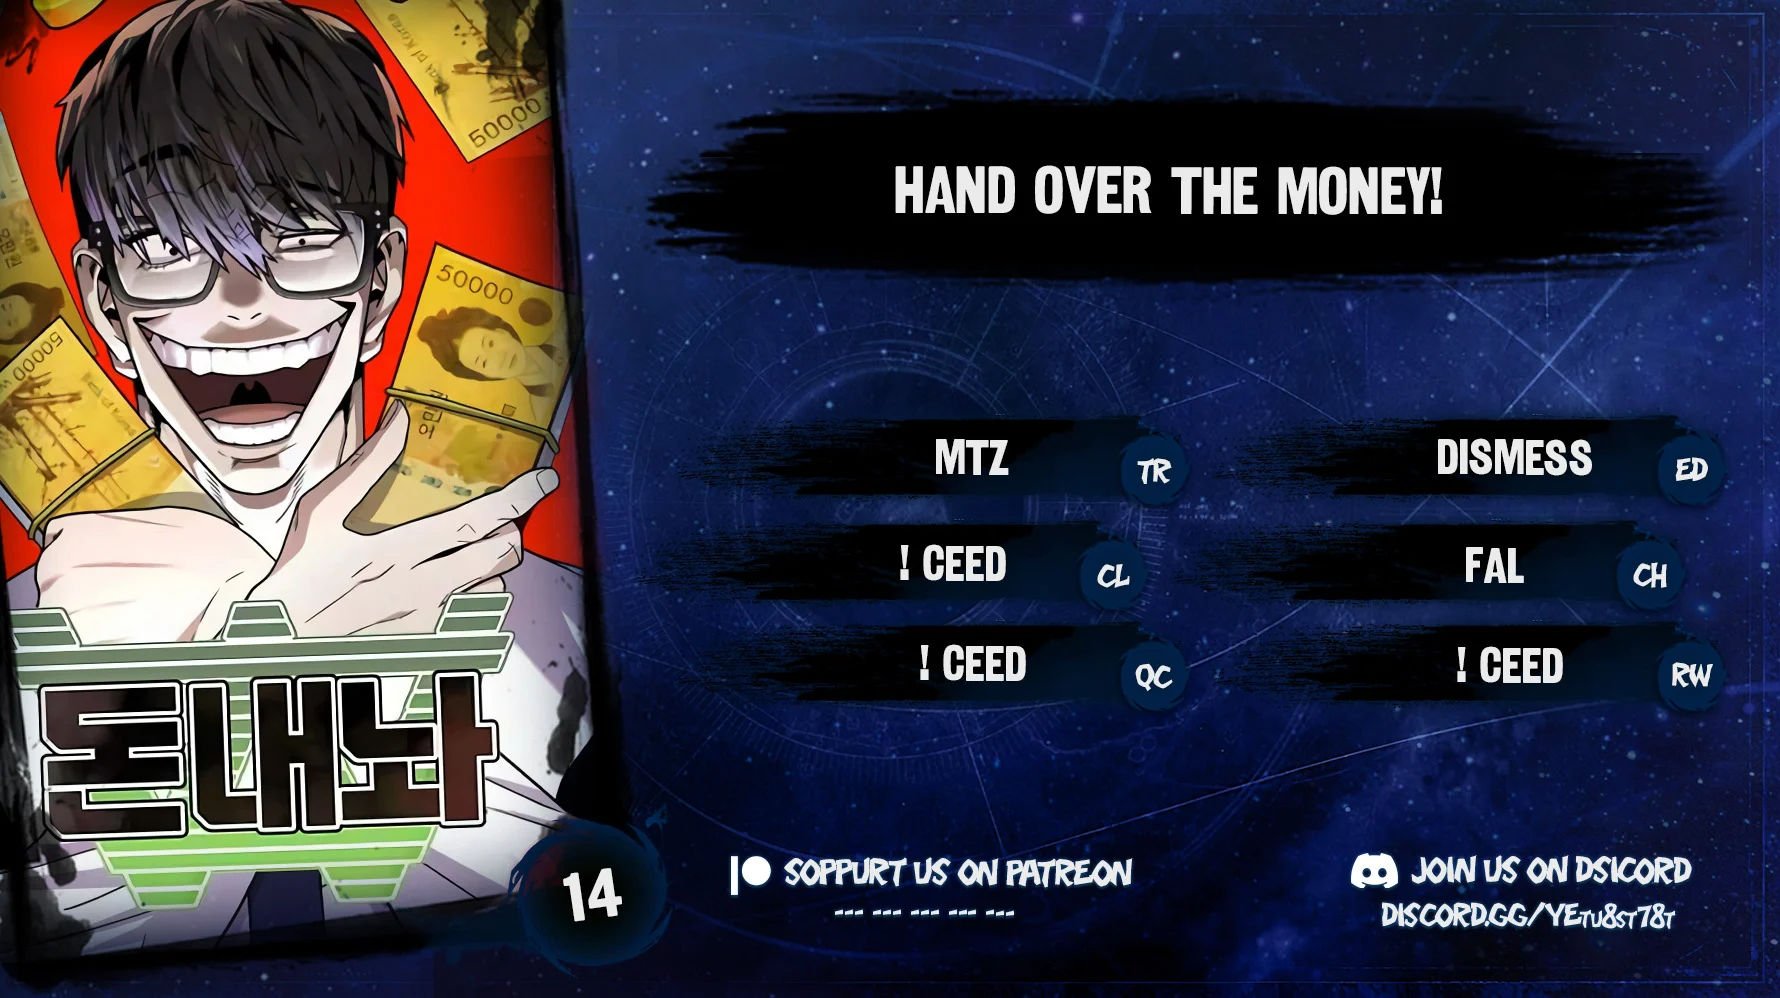 50000
HAND OVER THE MONEY!
50000
50000
MTZ TR
DISMESS ED
! CEED CL
FAL CH
! CEED QC
! CEED RW
돈내놔
14
SOPPURT US ON PATREON
--- --- --- --- ---
JOIN US ON DSICORD
DISCORD.GG/YETU8ST78T